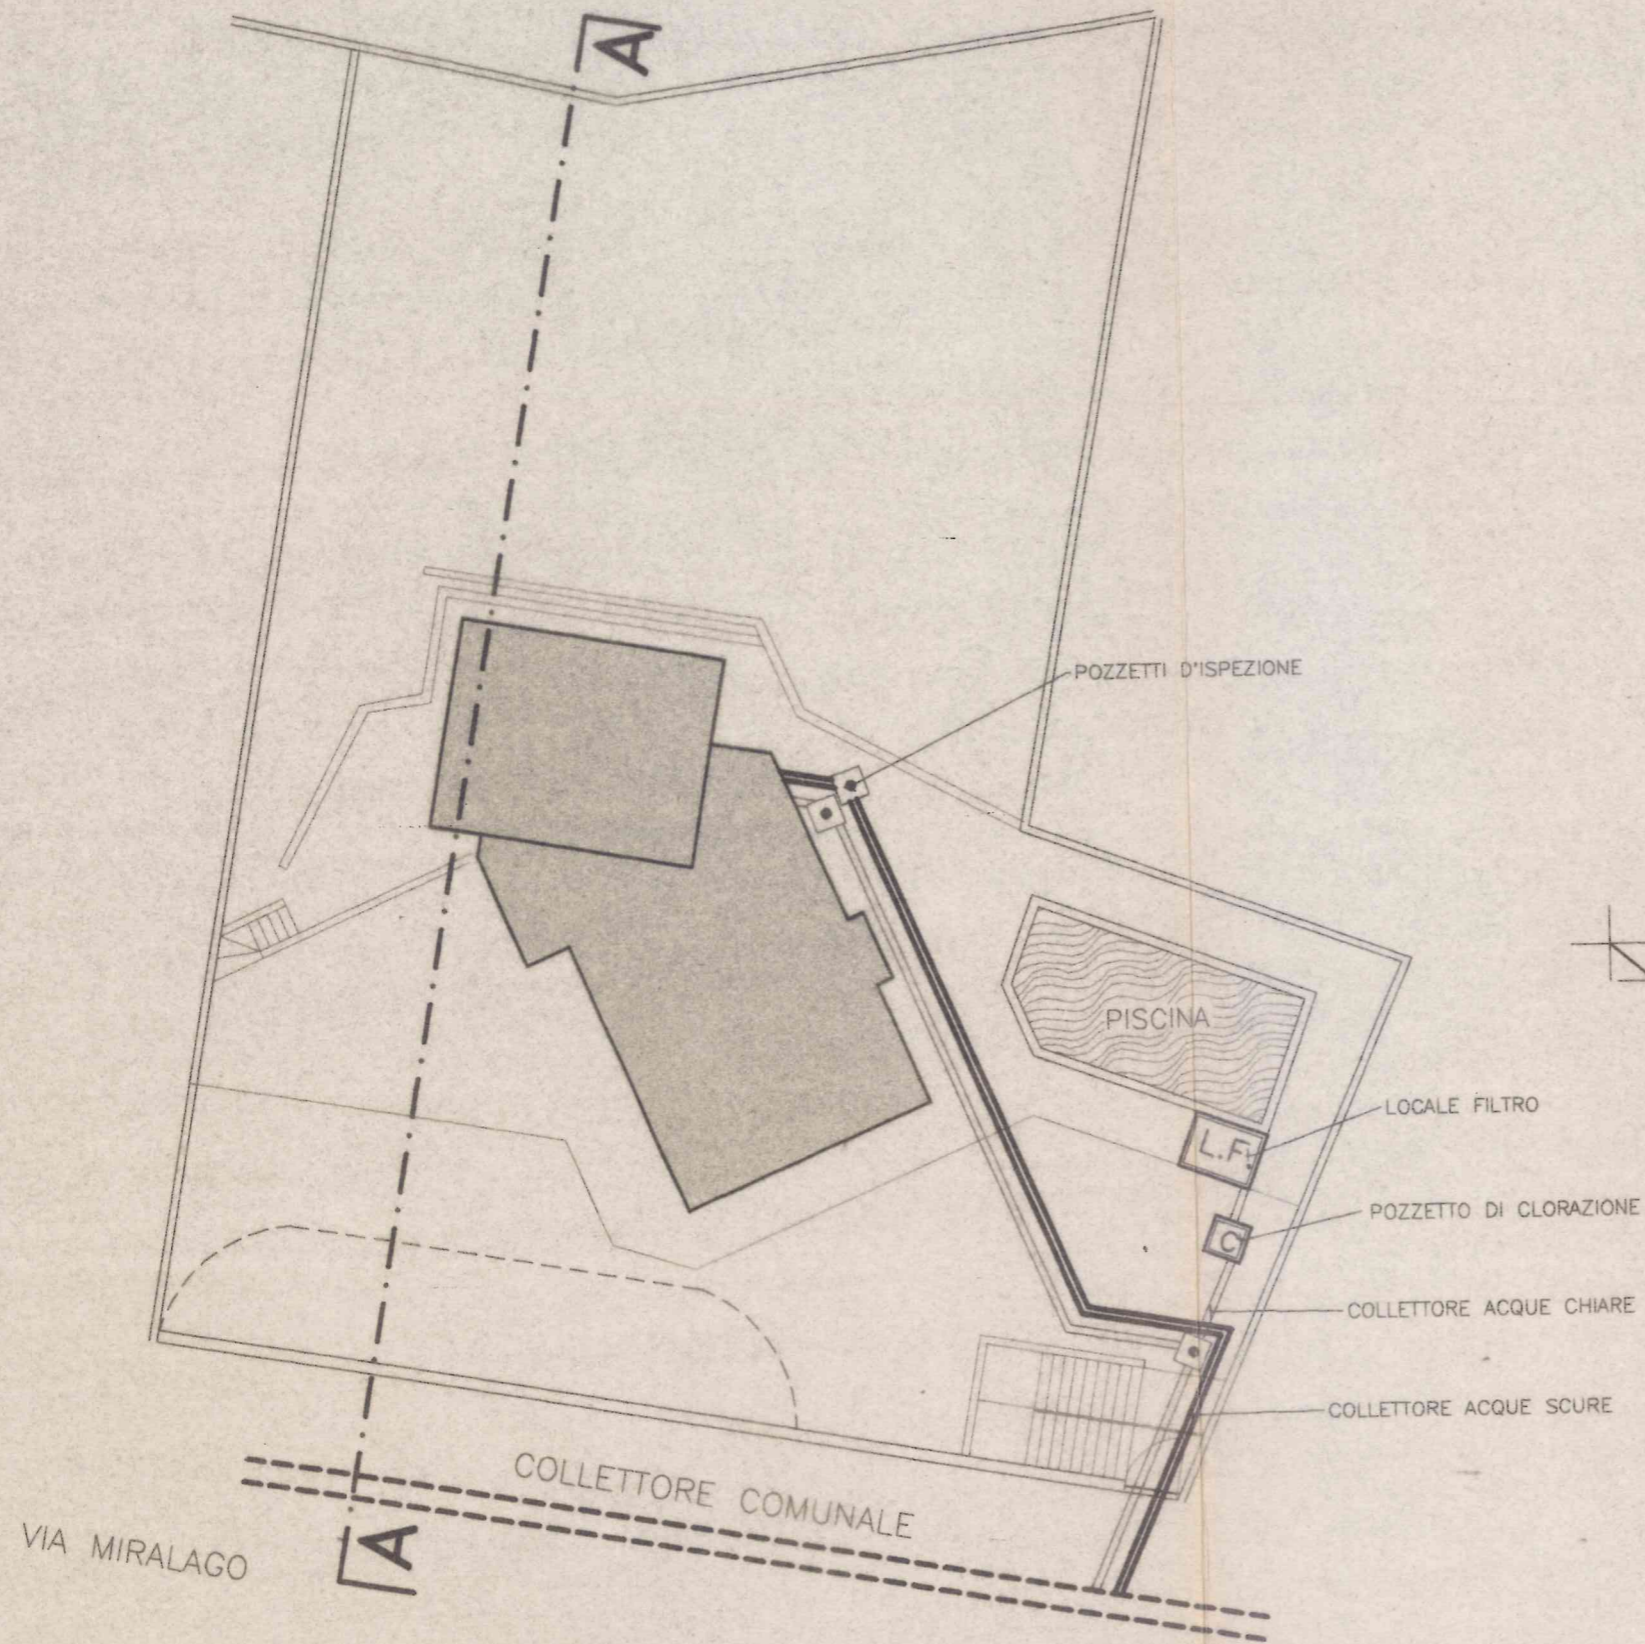 A
POZZETTI D'ISPEZIONE
PISCINA
LOCALE FILTRO
L.F.
POZZETTO DI CLORAZIONE
C
COLLETTORE ACQUE CHIARE
COLLETTORE ACQUE SCURE
COLLETTORE COMUNALE
VIA MIRALAGO
A